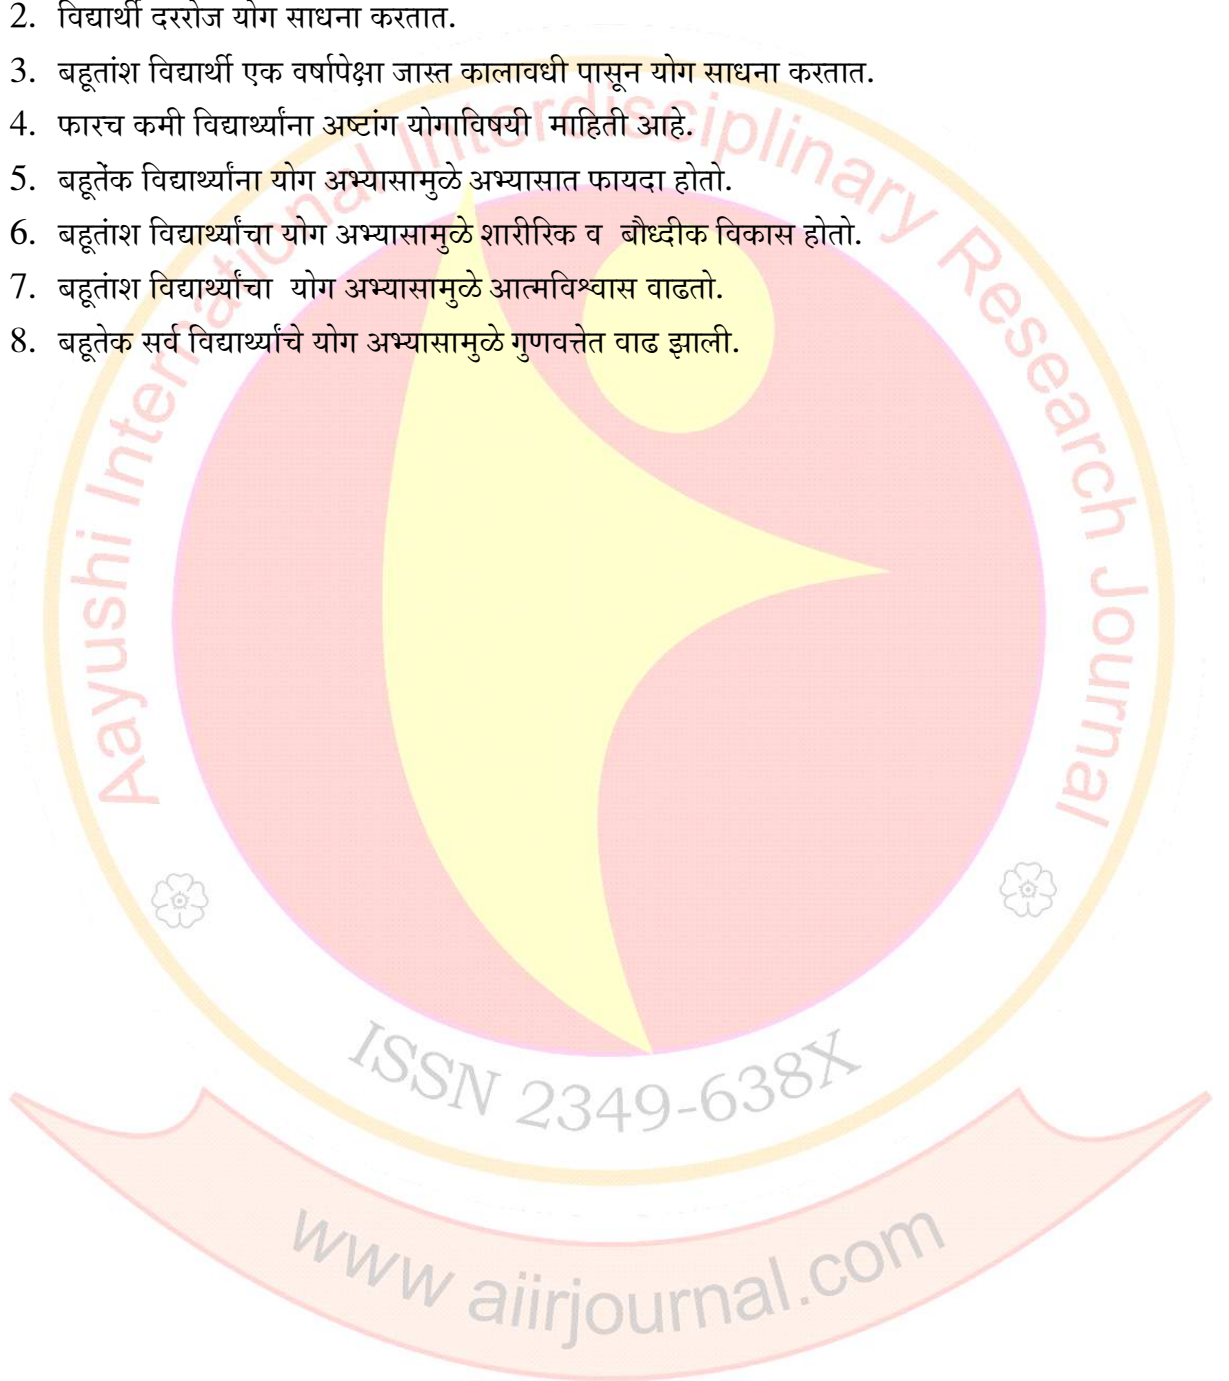 2. विद्यार्थी दररोज योग साधना करतात.
3. बहूतांश विद्यार्थी एक वर्षापेक्षा जास्त कालावधी पासून योग साधना करतात.
4. फारच कमी विद्यार्थ्यांना अष्टांग योगाविषयी माहिती आहे.
5. बहूतेंक विद्यार्थ्यांना योग अभ्यासामुळे अभ्यासात फायदा होतो.
6. बहूतांश विद्यार्थ्यांचा योग अभ्यासामुळे शारीरिक व बौध्दीक विकास होतो.
7. बहूतांश विद्यार्थ्यांचा योग अभ्यासामुळे आत्मविश्वास वाढतो.
8. बहूतेक सर्व विद्यार्थ्यांचे योग अभ्यासामुळे गुणवत्तेत वाढ झाली.
Aayushi International Interdisciplinary Research Journal
ISSN 2349-638X
www aiirjournal.com